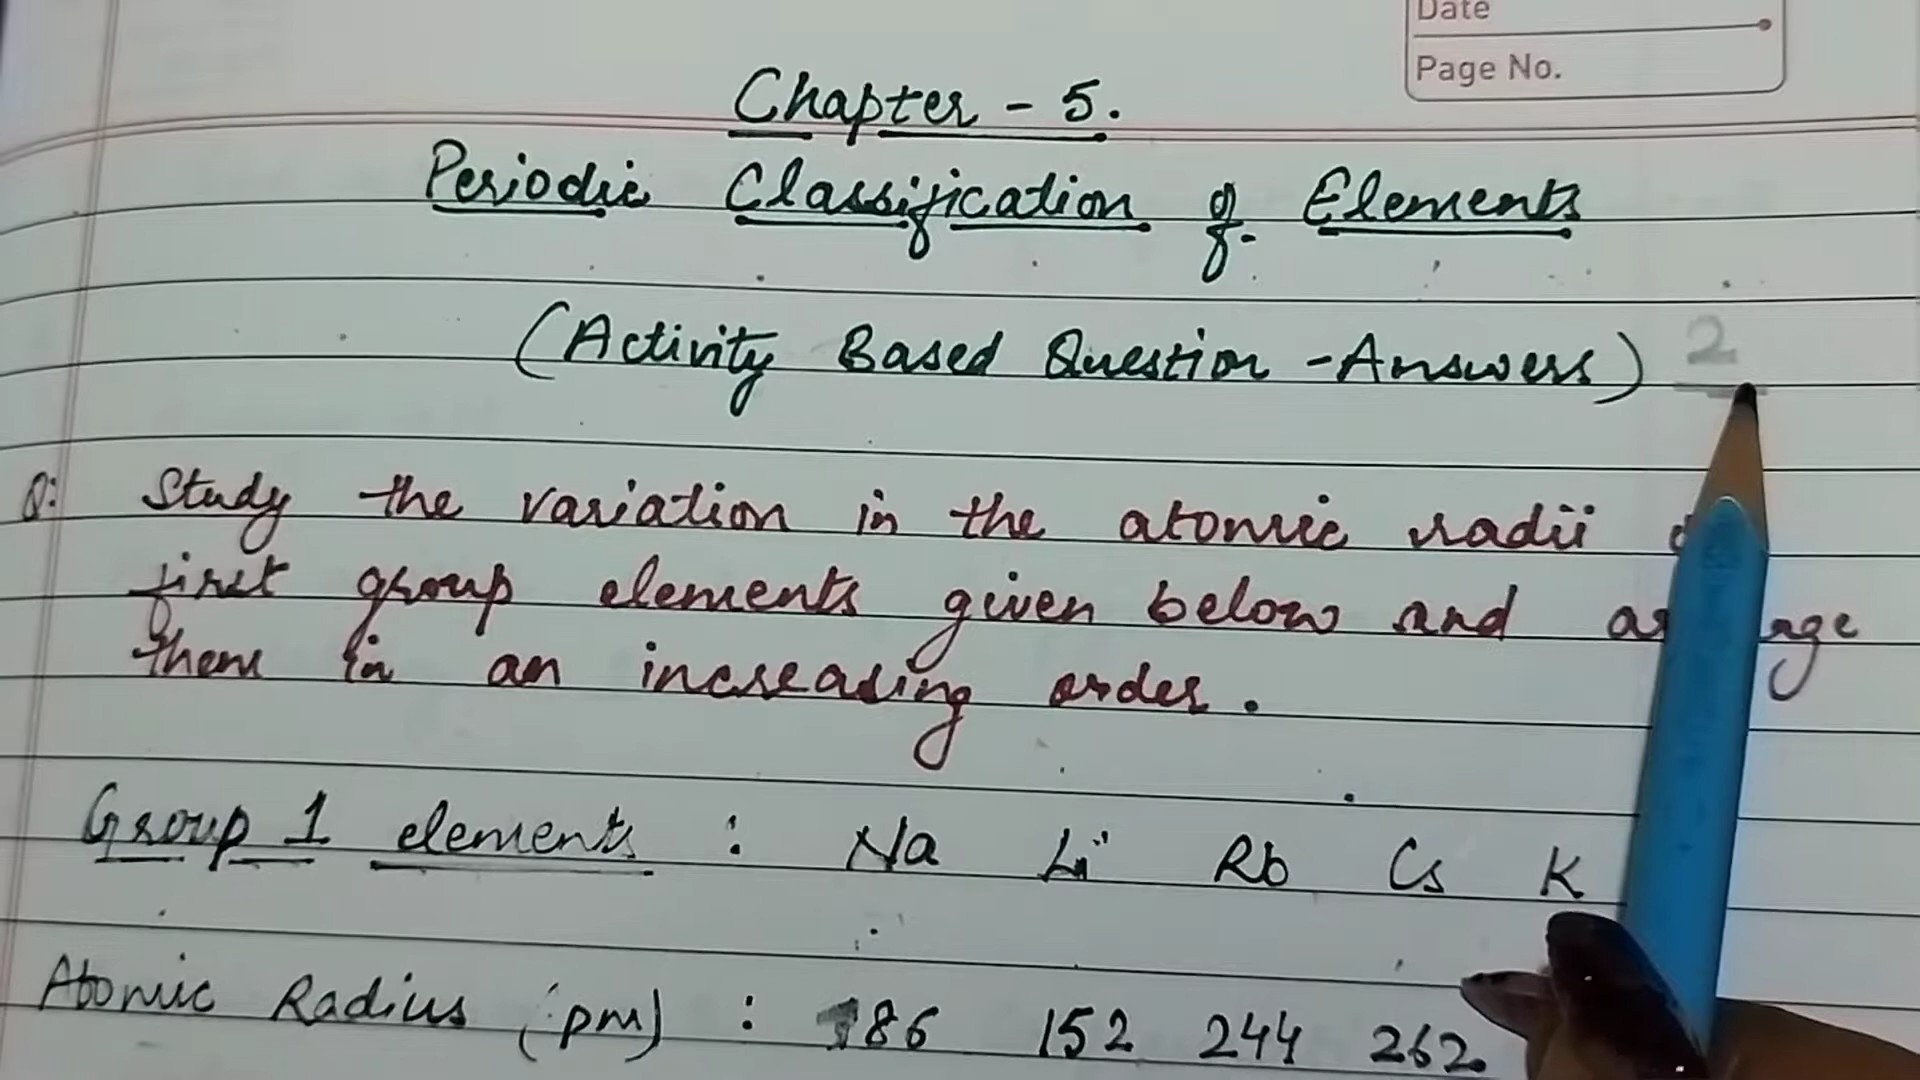 Date
Page No.
Chapter - 5.
Periodic Classification of Elements
(Activity Based Question - Answers) 2
Q: Study the variation in the atomic radii
first group elements given below and
them in an increasing order.
Group 1 elements : Na Li Rb Cs K
Atomic Radius (pm) : 186 152 244 262